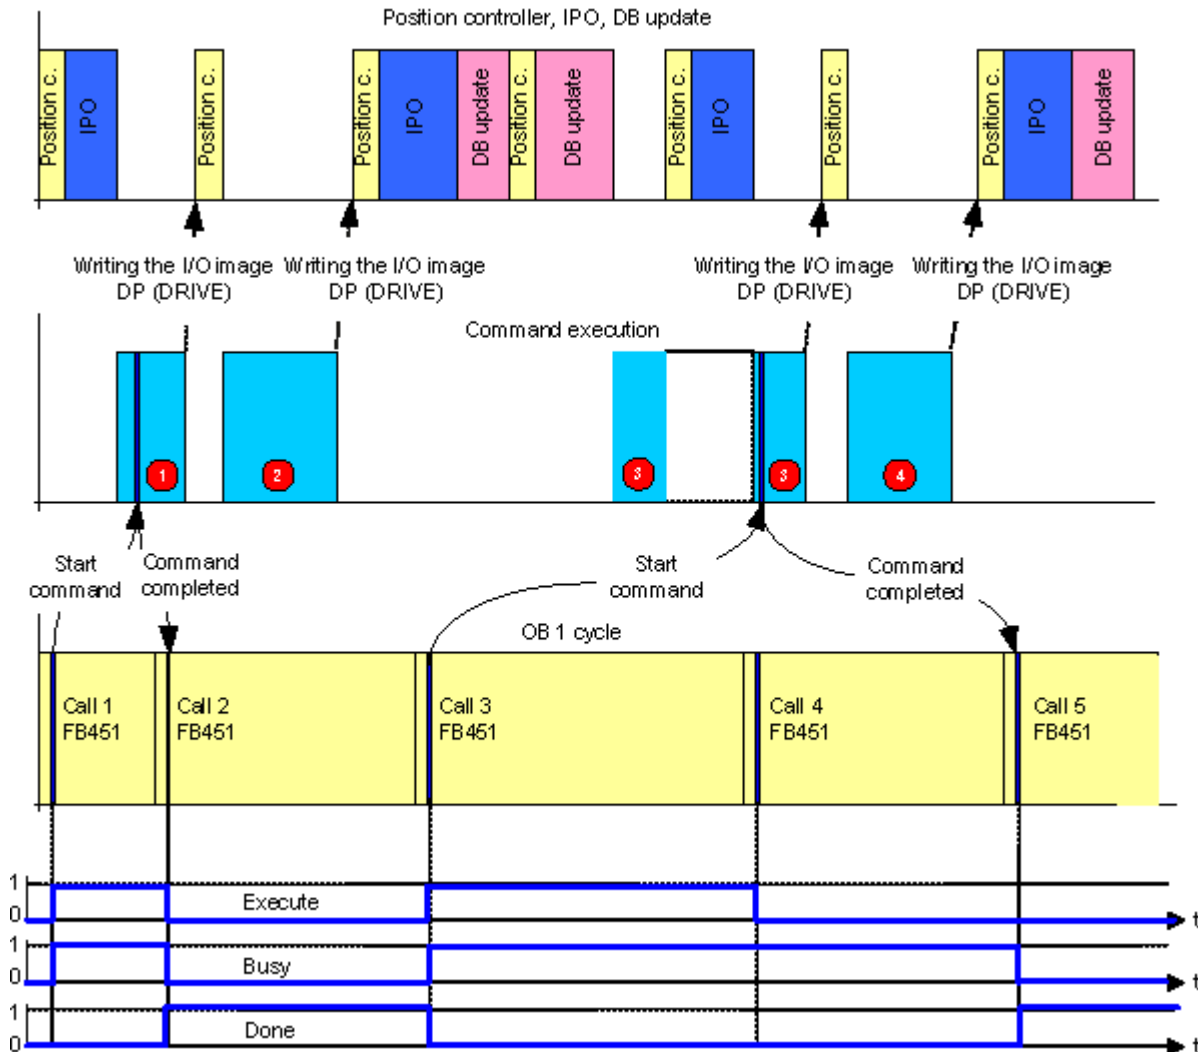 Position controller, IPO, DB update
Position c.
IPO
Position c.
Position c.
IPO
DB update
Position c.
DB update
Position c.
IPO
Position c.
Position c.
IPO
DB update
Writing the I/O image
DP (DRIVE)
Writing the I/O image
DP (DRIVE)
Writing the I/O image
DP (DRIVE)
Writing the I/O image
DP (DRIVE)
Command execution
1
2
3
3
4
Start
command
Command
completed
Start
command
Command
completed
OB 1 cycle
Call 1
FB451
Call 2
FB451
Call 3
FB451
Call 4
FB451
Call 5
FB451
1
0
Execute
t
1
0
Busy
t
1
0
Done
t